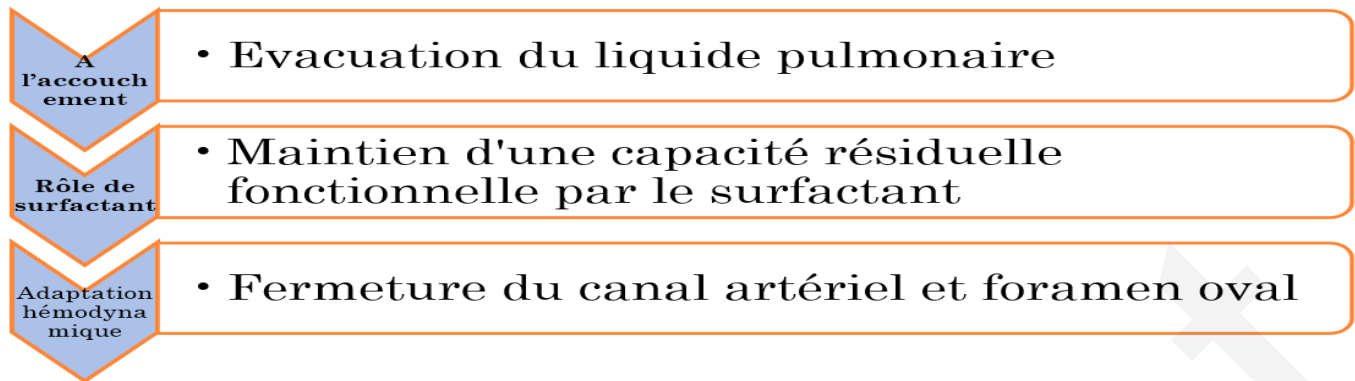 A
l'accouch
ement
• Evacuation du liquide pulmonaire
Rôle de
surfactant
• Maintien d'une capacité résiduelle
fonctionnelle par le surfactant
Adaptation
hémodyna
mique
• Fermeture du canal artériel et foramen oval